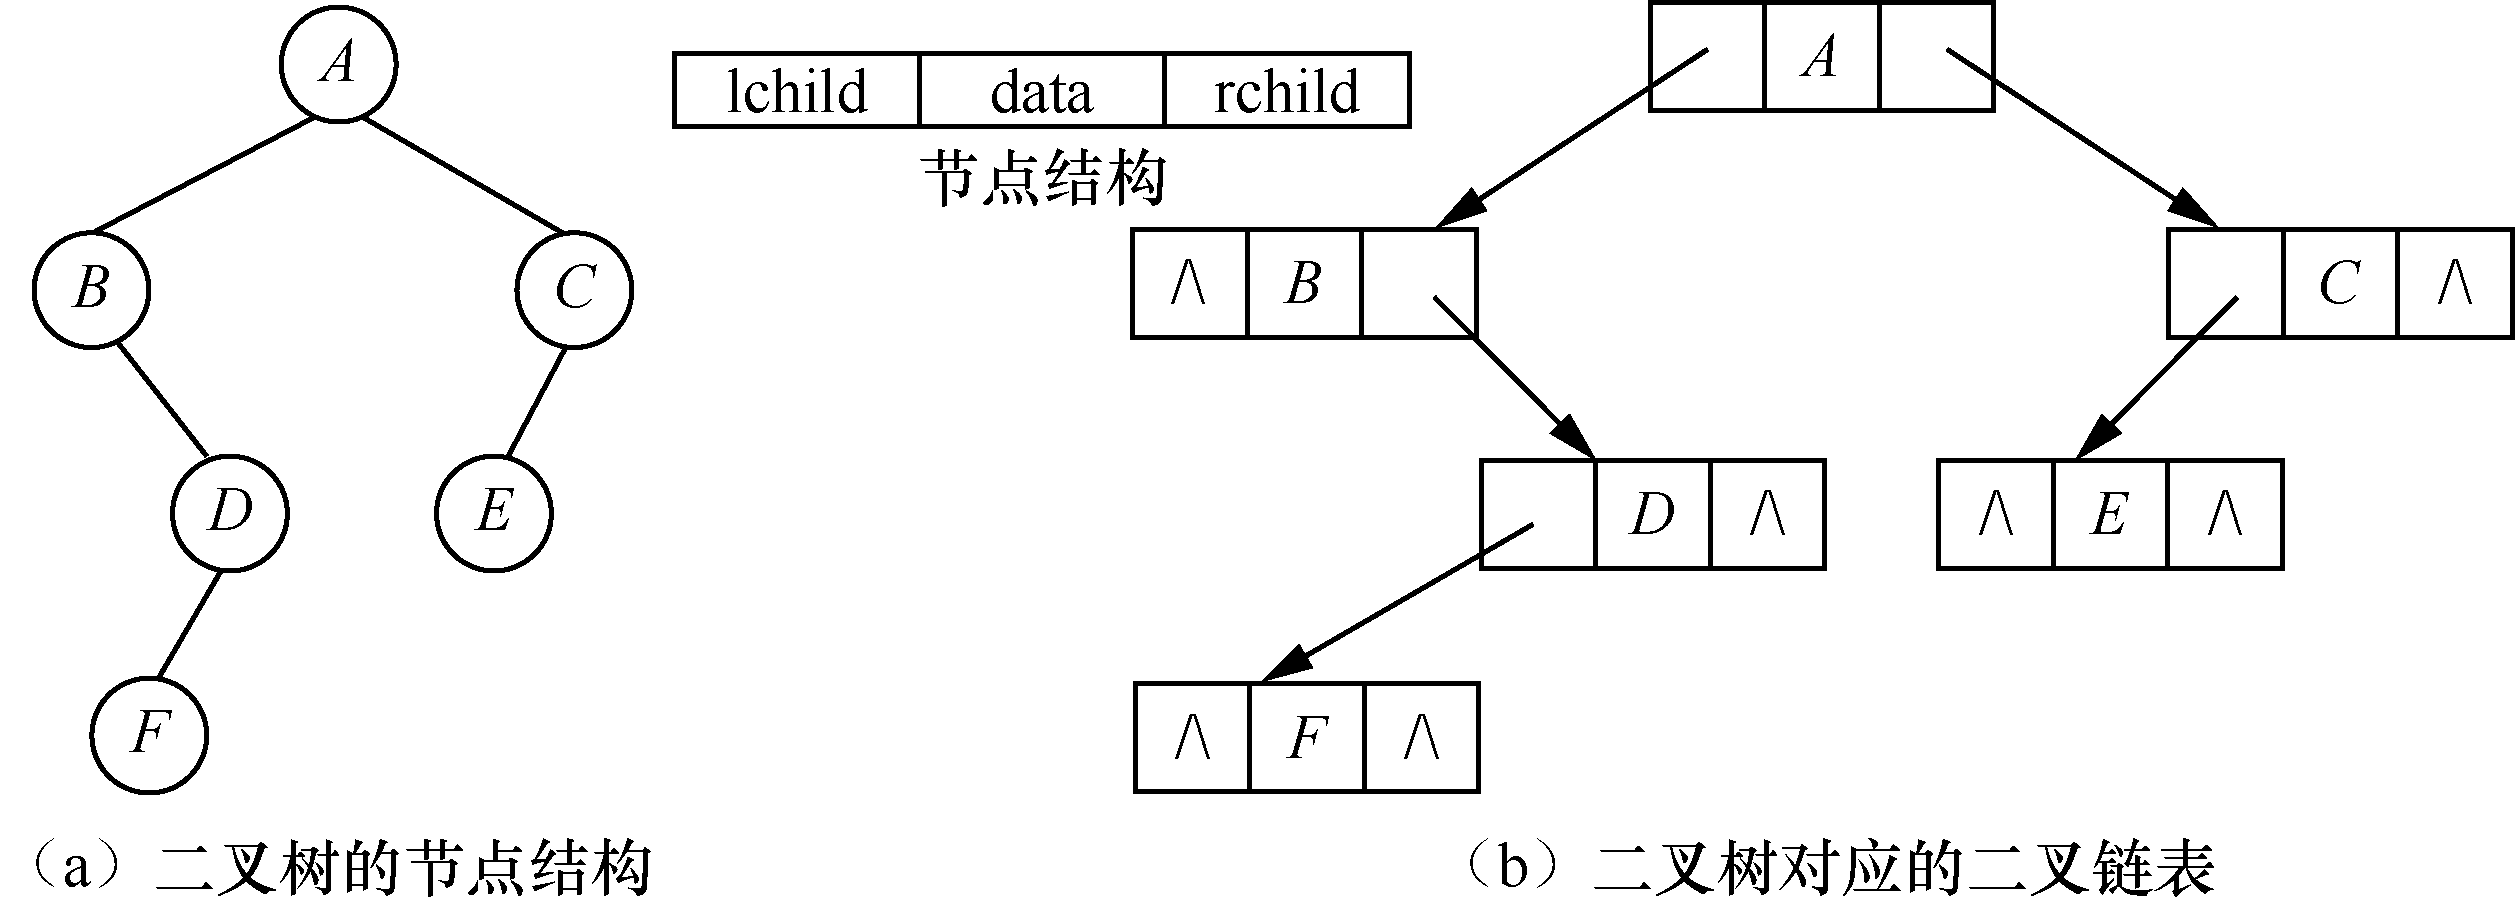 A
B
C
D
E
F
lchild data rchild
节点结构
A
∧ B
C ∧
D ∧
∧ E ∧
∧ F ∧
（a）二叉树的节点结构
（b）二叉树对应的二叉链表